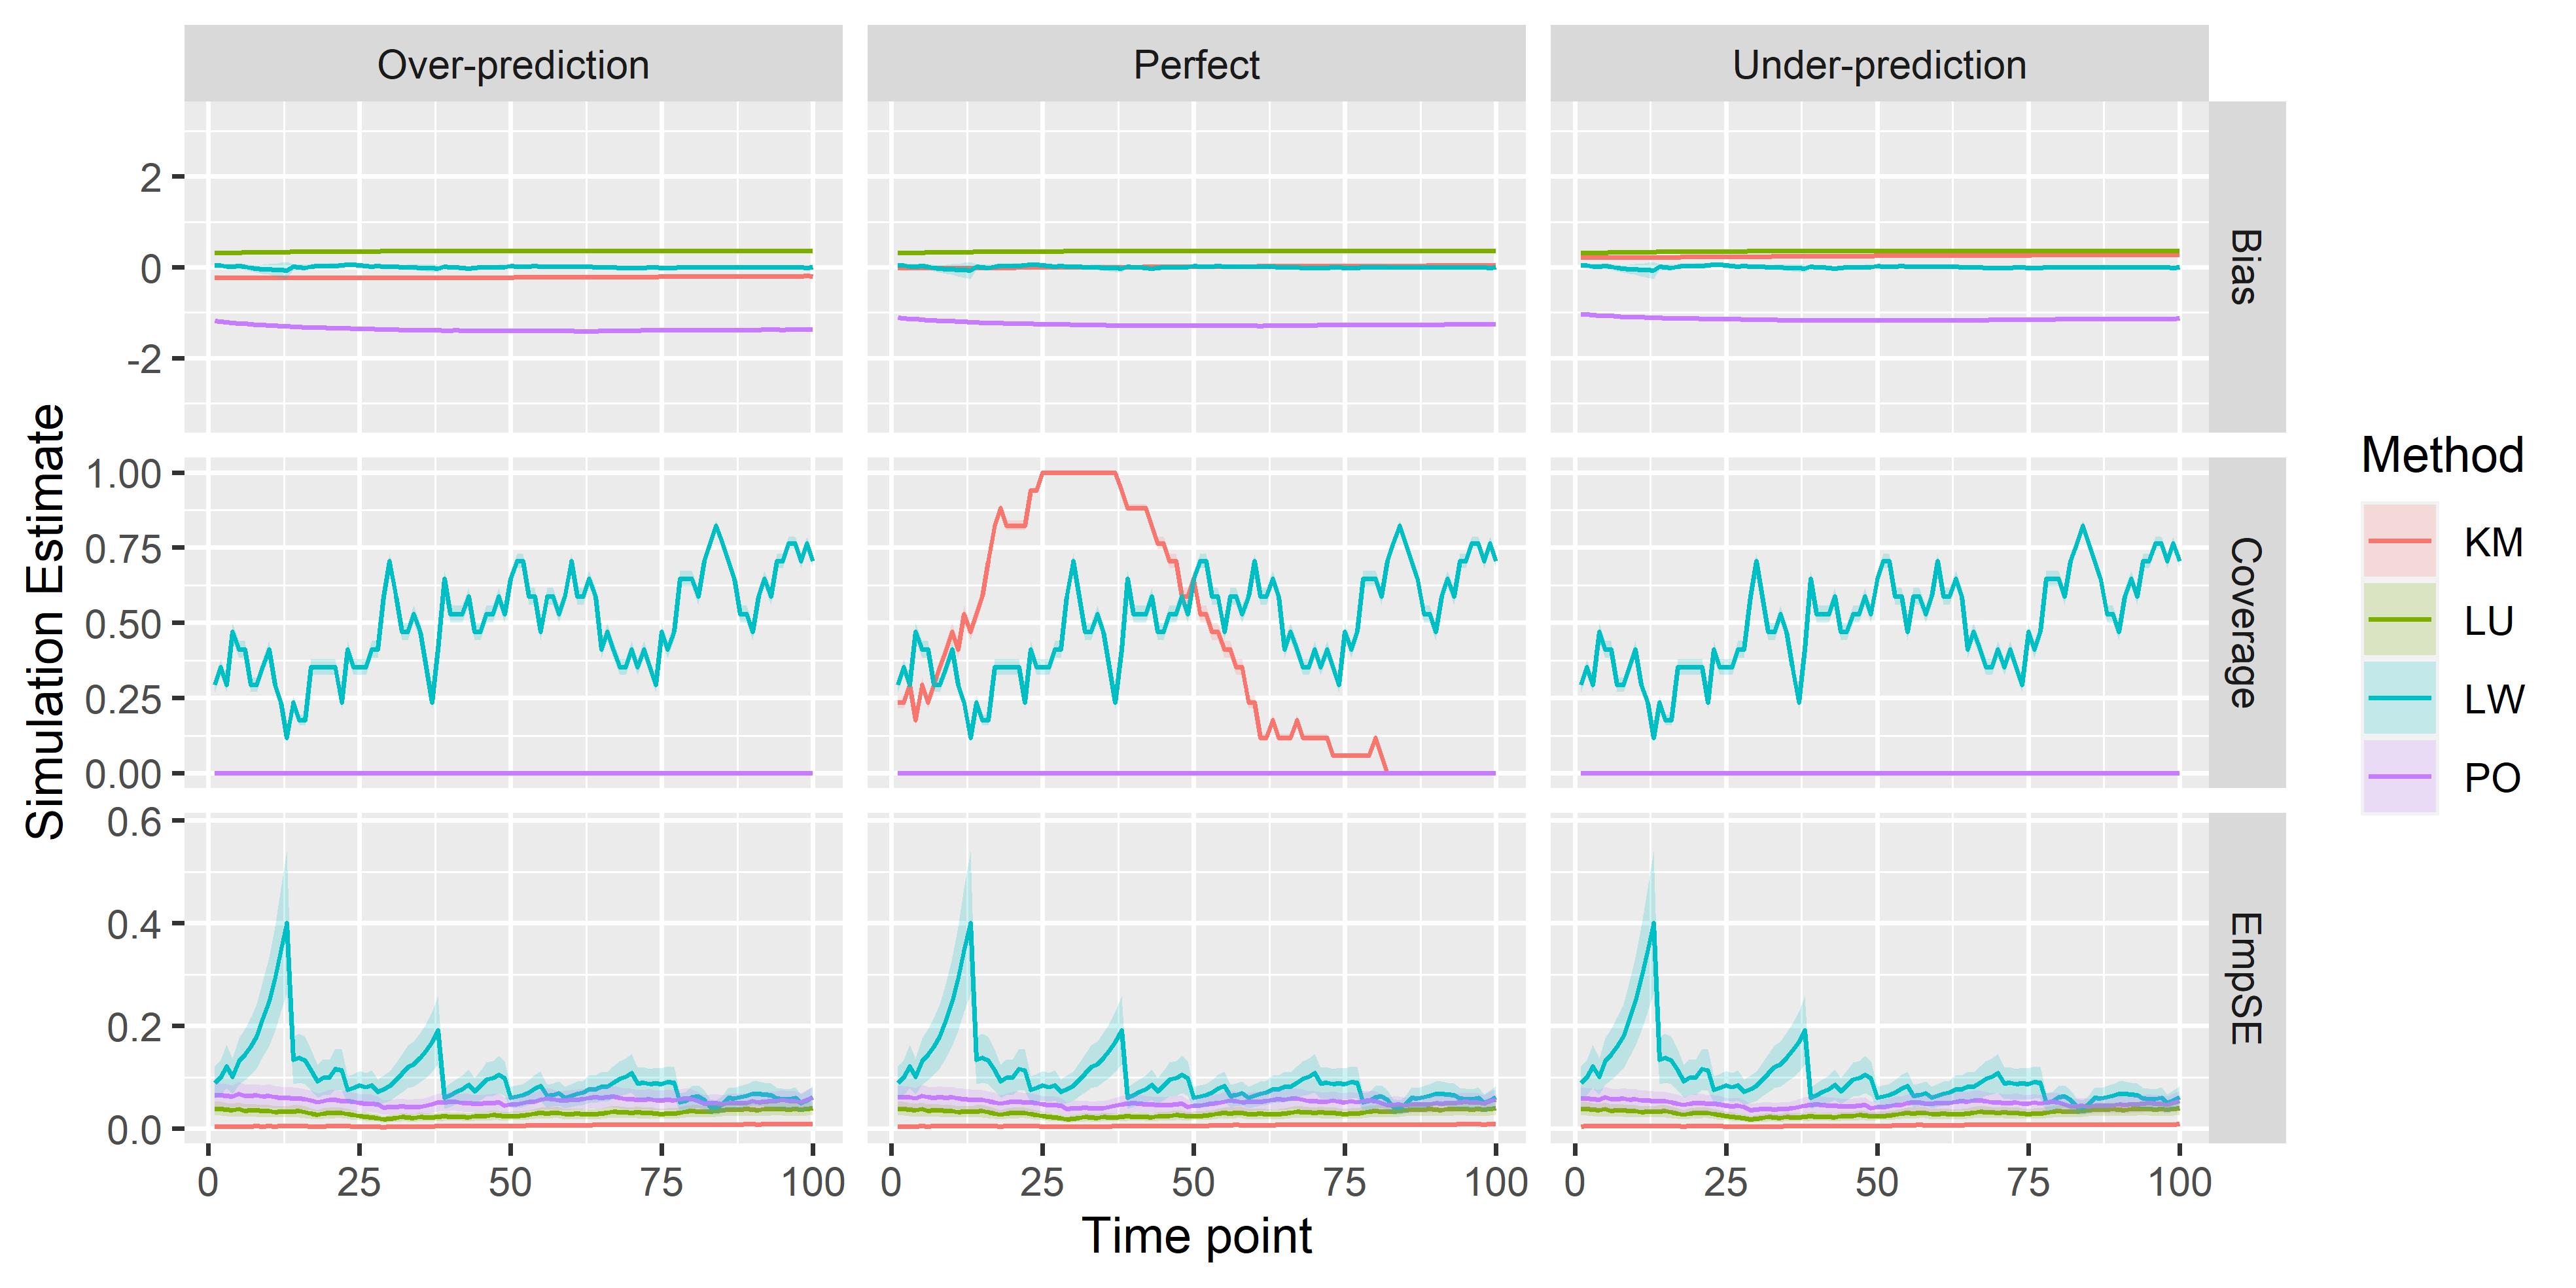 Over-prediction
Perfect
Under-prediction
2
0
-2
Bias
1.00
0.75
0.50
0.25
0.00
Coverage
0.6
0.4
0.2
0.0
EmpSE
0 25 50 75 100
0 25 50 75 100
0 25 50 75 100
Time point
Simulation Estimate
Method
KM
LU
LW
PO